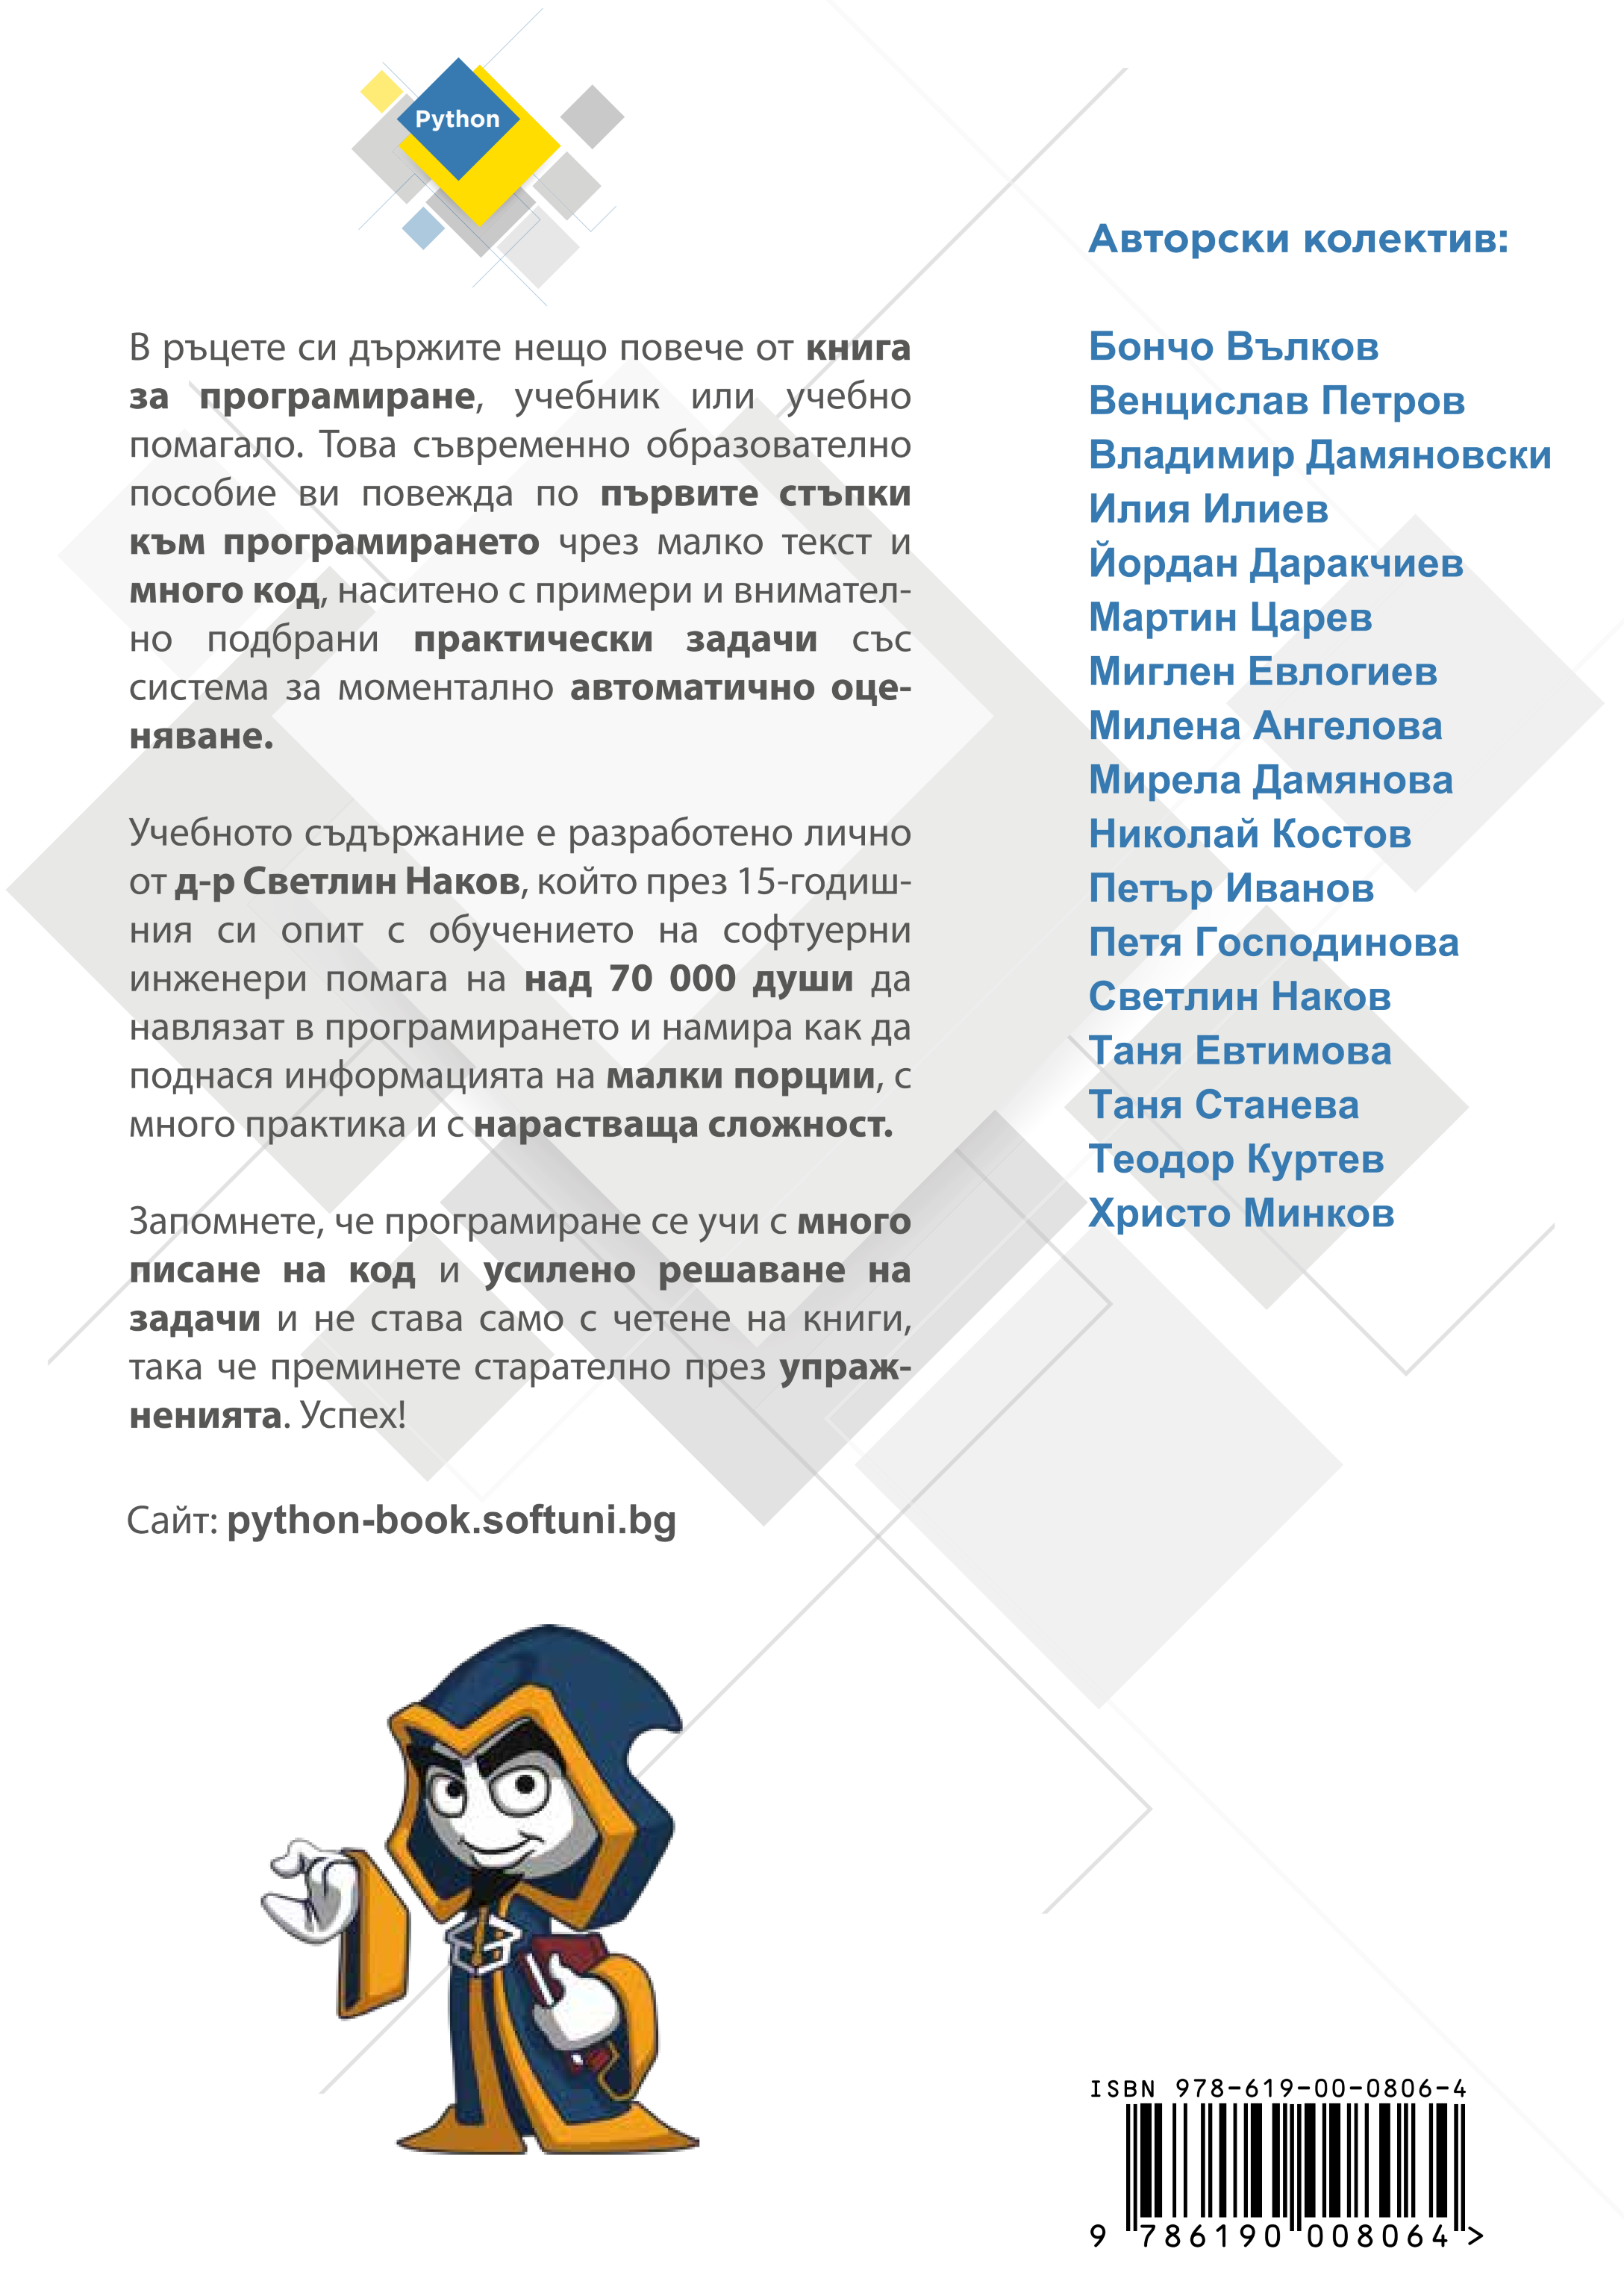 Python
В ръцете си държите нещо повече от книга
за програмиране, учебник или учебно
помагало. Това съвременно образователно
пособие ви повежда по първите стъпки
към програмирането чрез малко текст и
много код, наситено с примери и внимател-
но подбрани практически задачи със
система за моментално автоматично оце-
няване.
Учебното съдържание е разработено лично
от д-р Светлин Наков, който през 15-годиш-
ния си опит с обучението на софтуерни
инженери помага на над 70 000 души да
навлязат в програмирането и намира как да
поднася информацията на малки порции, с
много практика и с нарастваща сложност.
Запомнете, че програмиране се учи с много
писане на код и усилено решаване на
задачи и не става само с четене на книги,
така че преминете старателно през упраж-
ненията. Успех!
Сайт: python-book.softuni.bg
Авторски колектив:
Бончо Вълков
Венцислав Петров
Владимир Дамяновски
Илия Илиев
Йордан Даракчиев
Мартин Царев
Миглен Евлогиев
Милена Ангелова
Мирела Дамянова
Николай Костов
Петър Иванов
Петя Господинова
Светлин Наков
Таня Евтимова
Таня Станева
Теодор Куртев
Христо Минков
ISBN 978-619-00-0806-4
9 786190 008064 >